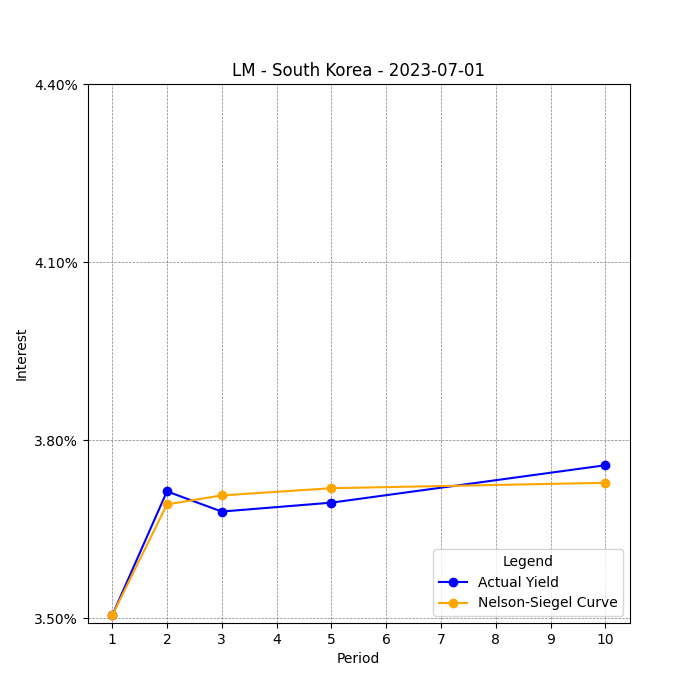 LM - South Korea - 2023-07-01
4.40%
4.10%
3.80%
3.50%
Interest
1 2 3 4 5 6 7 8 9 10
Period
Legend
Actual Yield
Nelson-Siegel Curve